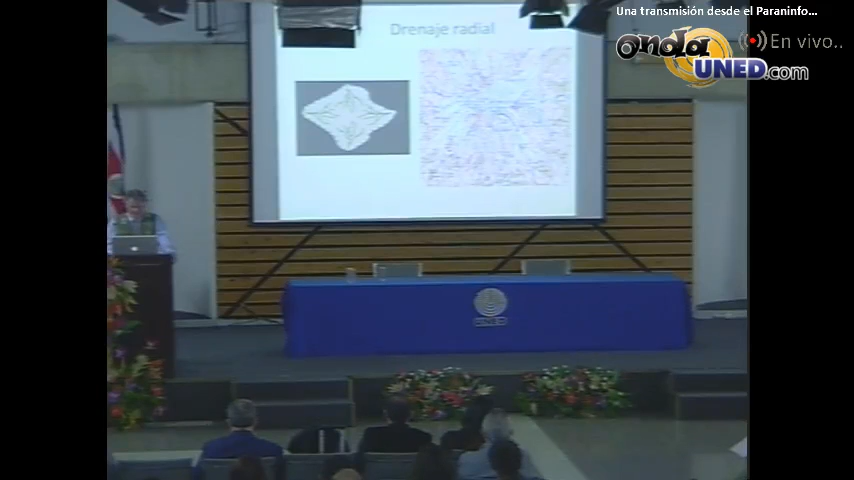 Una transmisión desde el Paraninfo...
onda
UNED.com
En vivo..
Drenaje radial